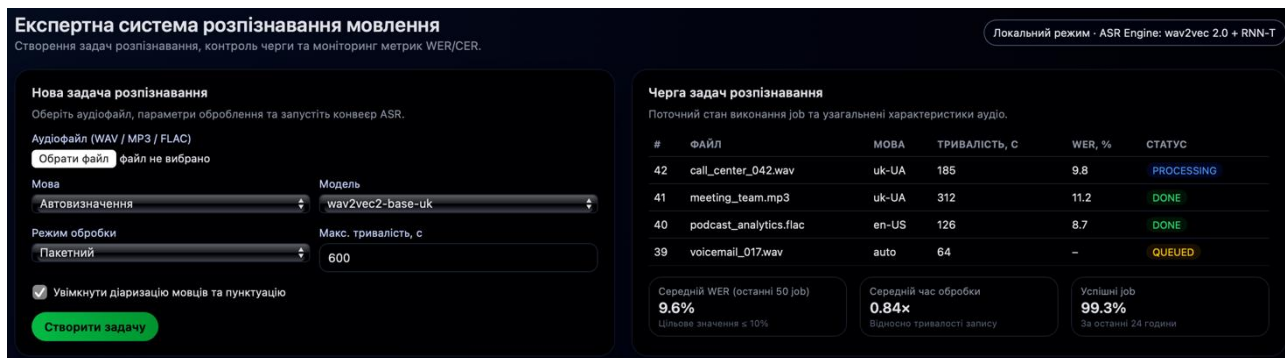 Експертна система розпізнавання мовлення
Створення задач розпізнавання, контроль черги та моніторинг метрик WER/CER.
Локальний режим · ASR Engine: wav2vec 2.0 + RNN-T
Нова задача розпізнавання
Оберіть аудіофайл, параметри оброблення та запустіть конвеєр ASR.
Аудіофайл (WAV / MP3 / FLAC)
Обрати файл файл не вибрано
Мова Модель
Автовизначення wav2vec2-base-uk
Режим обробки Макс. тривалість, с
Пакетний 600
Увімкнути діаризацію мовців та пунктуацію
Створити задачу
Черга задач розпізнавання
Поточний стан виконання job та узагальнені характеристики аудіо.
# ФАЙЛ МОВА ТРИВАЛІСТЬ, С WER, % СТАТУС
42 call_center_042.wav uk-UA 185 9.8 PROCESSING
41 meeting_team.mp3 uk-UA 312 11.2 DONE
40 podcast_analytics.flac en-US 126 8.7 DONE
39 voicemail_017.wav auto 64 – QUEUED
Середній WER (останні 50 job)
9.6%
Цільове значення ≤ 10%
Середній час обробки
0.84×
Відносно тривалості запису
Успішні job
99.3%
За останні 24 години